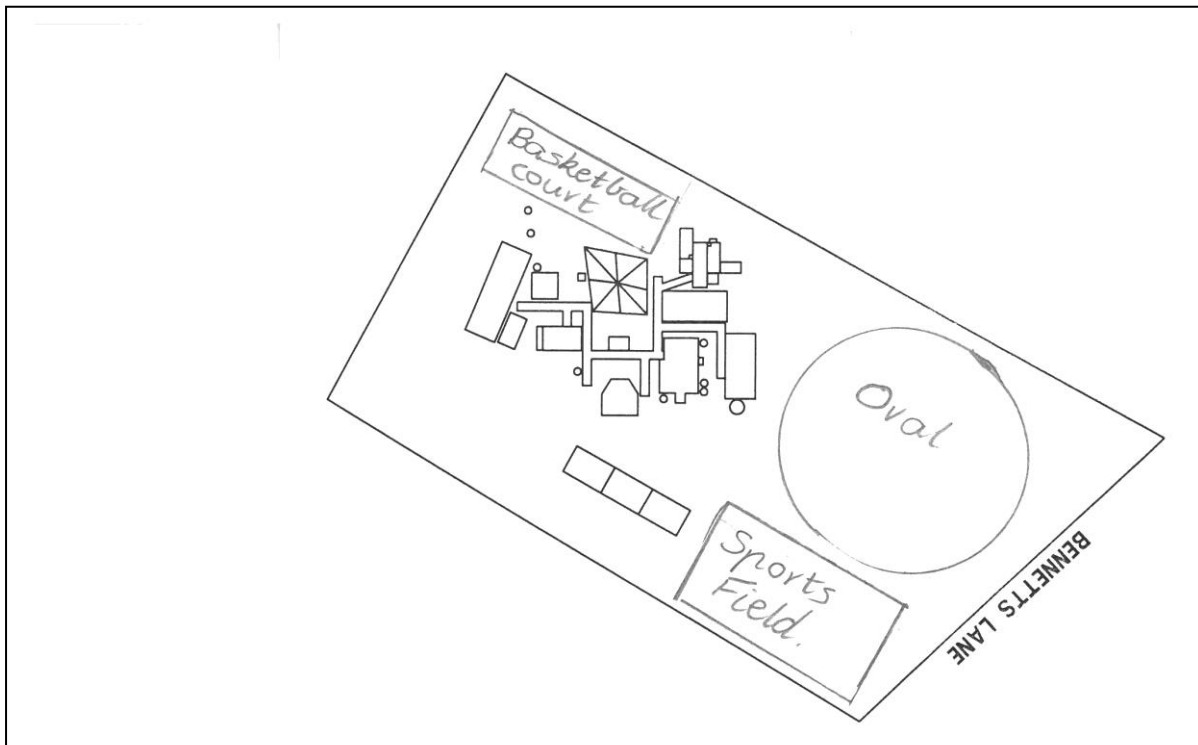 Basketball
court
Oval
Sports
Field.
BENNETTS LANE